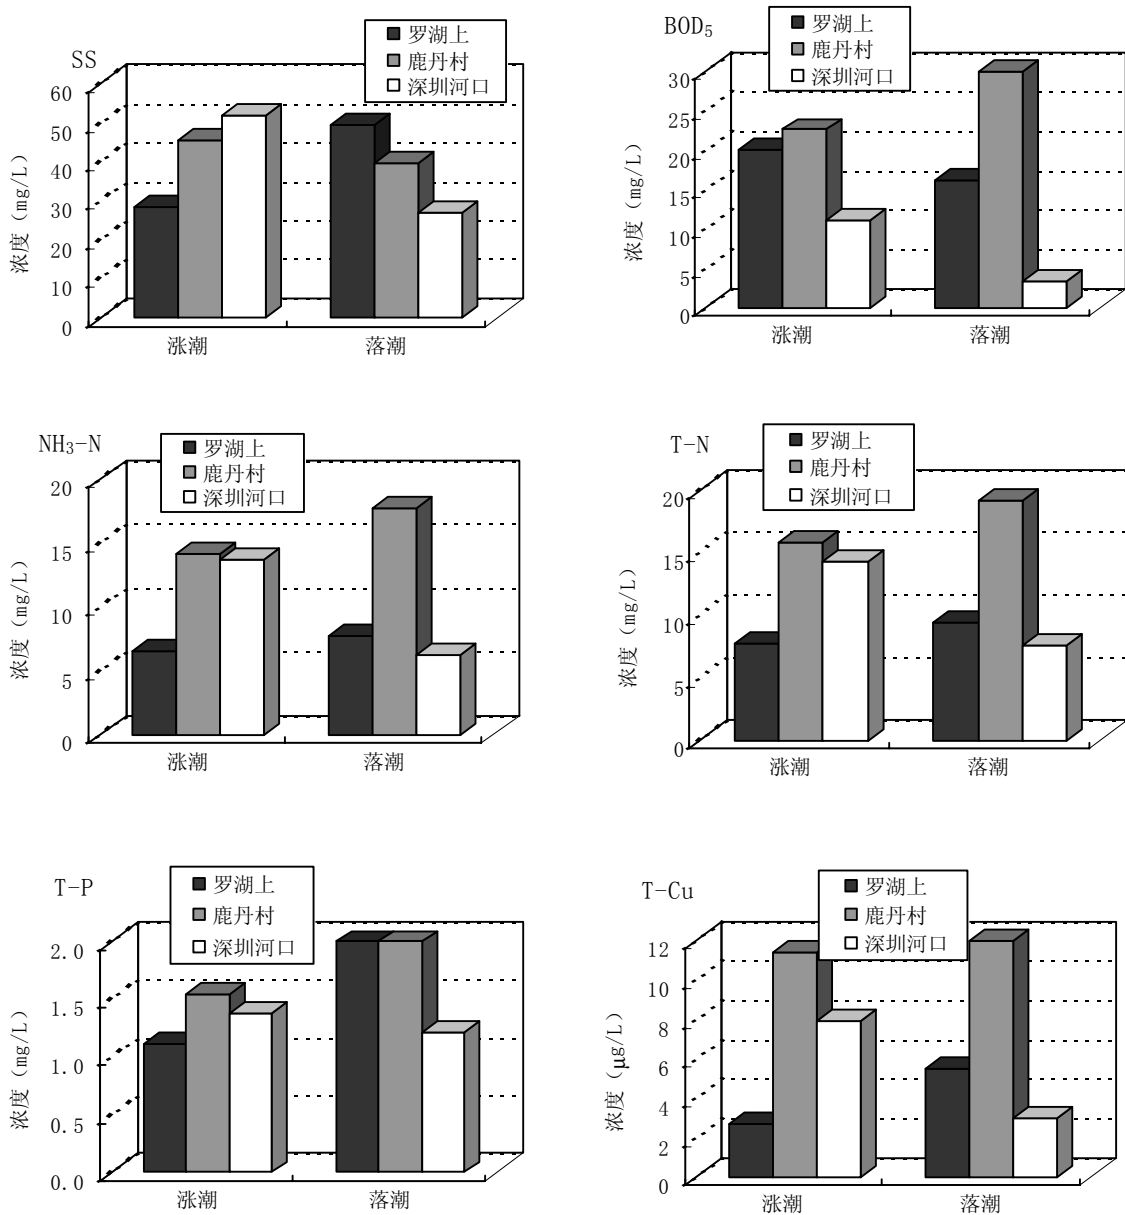 SS
罗湖上
鹿丹村
深圳河口
浓度 (mg/L)
60
50
40
30
20
10
0
涨潮
落潮
BOD5
罗湖上
鹿丹村
深圳河口
浓度 (mg/L)
30
25
20
15
10
5
0
涨潮
落潮
NH3-N
罗湖上
鹿丹村
深圳河口
浓度 (mg/L)
20
15
10
5
0
涨潮
落潮
T-N
罗湖上
鹿丹村
深圳河口
浓度 (mg/L)
20
15
10
5
0
涨潮
落潮
T-P
罗湖上
鹿丹村
深圳河口
浓度 (mg/L)
2.0
1.5
1.0
0.5
0.0
涨潮
落潮
T-Cu
罗湖上
鹿丹村
深圳河口
浓度 (μg/L)
12
10
8
6
4
2
0
涨潮
落潮